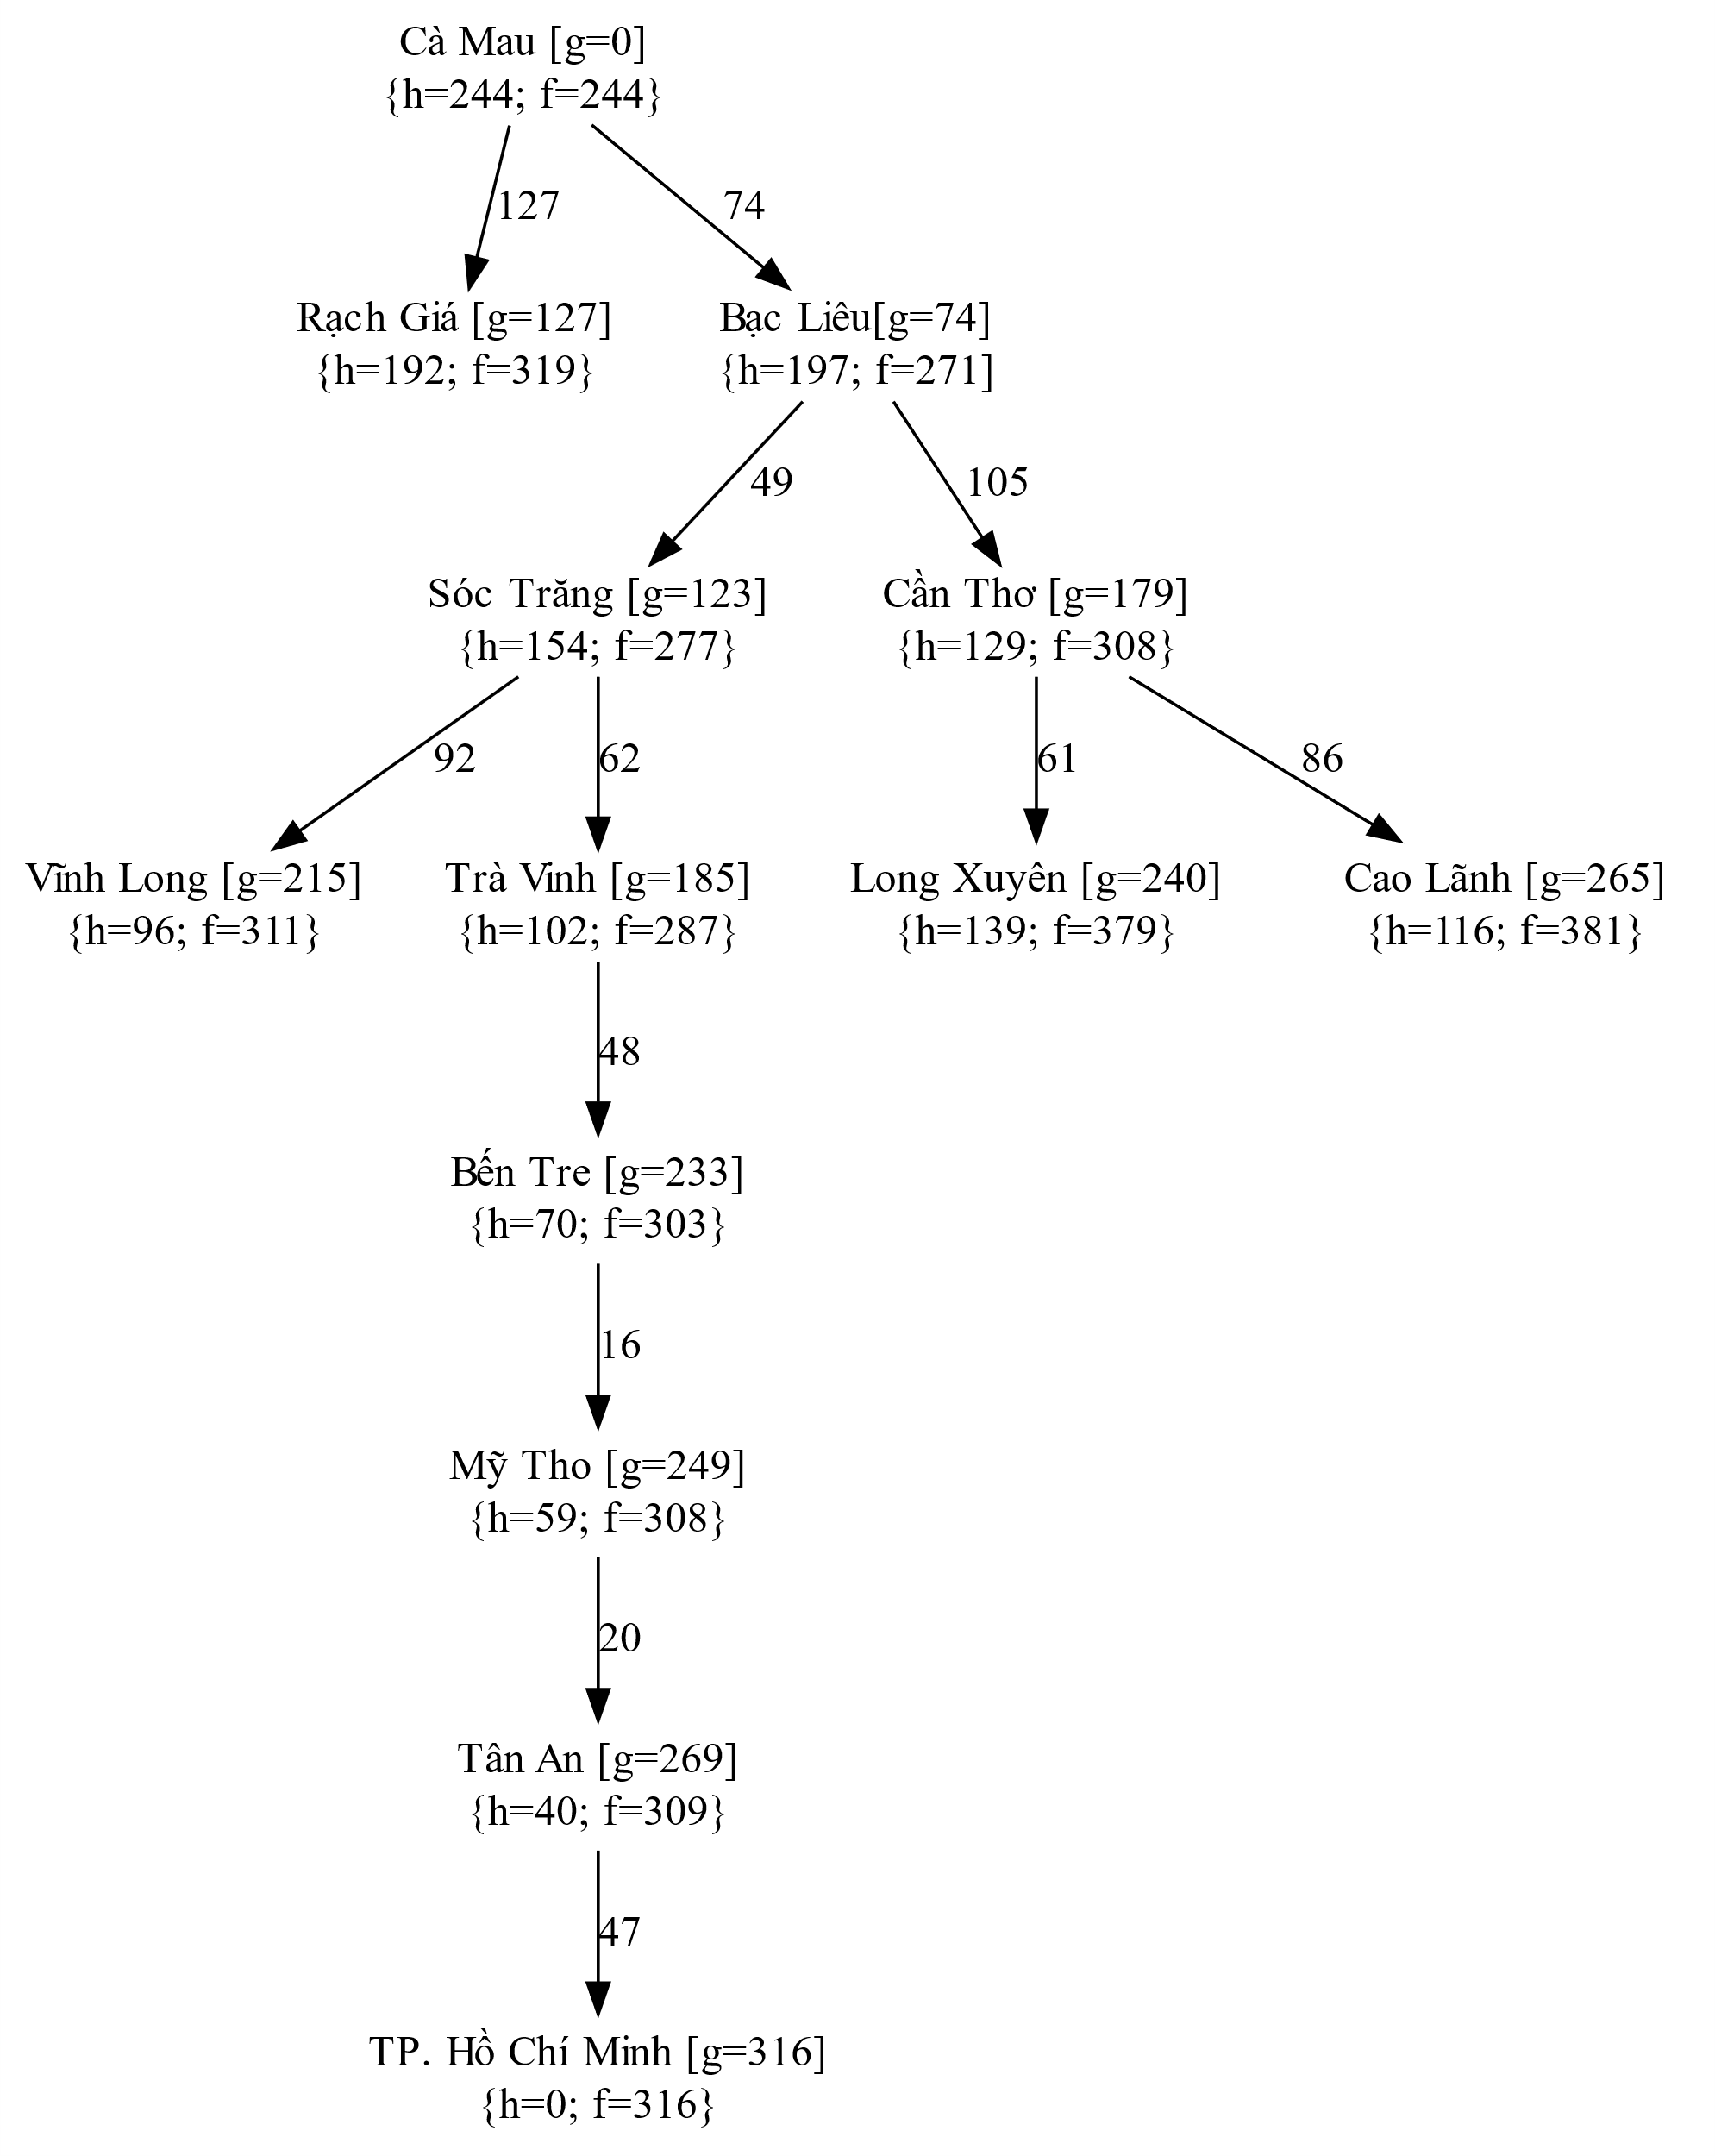 Cà Mau [g=0]
{h=244; f=244}
127
74
Rạch Giá [g=127]
{h=192; f=319}
Bạc Liêu[g=74]
{h=197; f=271]
49
105
Sóc Trăng [g=123]
{h=154; f=277}
Cần Thơ [g=179]
{h=129; f=308}
92
62
61
86
Vĩnh Long [g=215]
{h=96; f=311}
Trà Vinh [g=185]
{h=102; f=287}
Long Xuyên [g=240]
{h=139; f=379}
Cao Lãnh [g=265]
{h=116; f=381}
48
Bến Tre [g=233]
{h=70; f=303}
16
Mỹ Tho [g=249]
{h=59; f=308}
20
Tân An [g=269]
{h=40; f=309}
47
TP. Hồ Chí Minh [g=316]
{h=0; f=316}